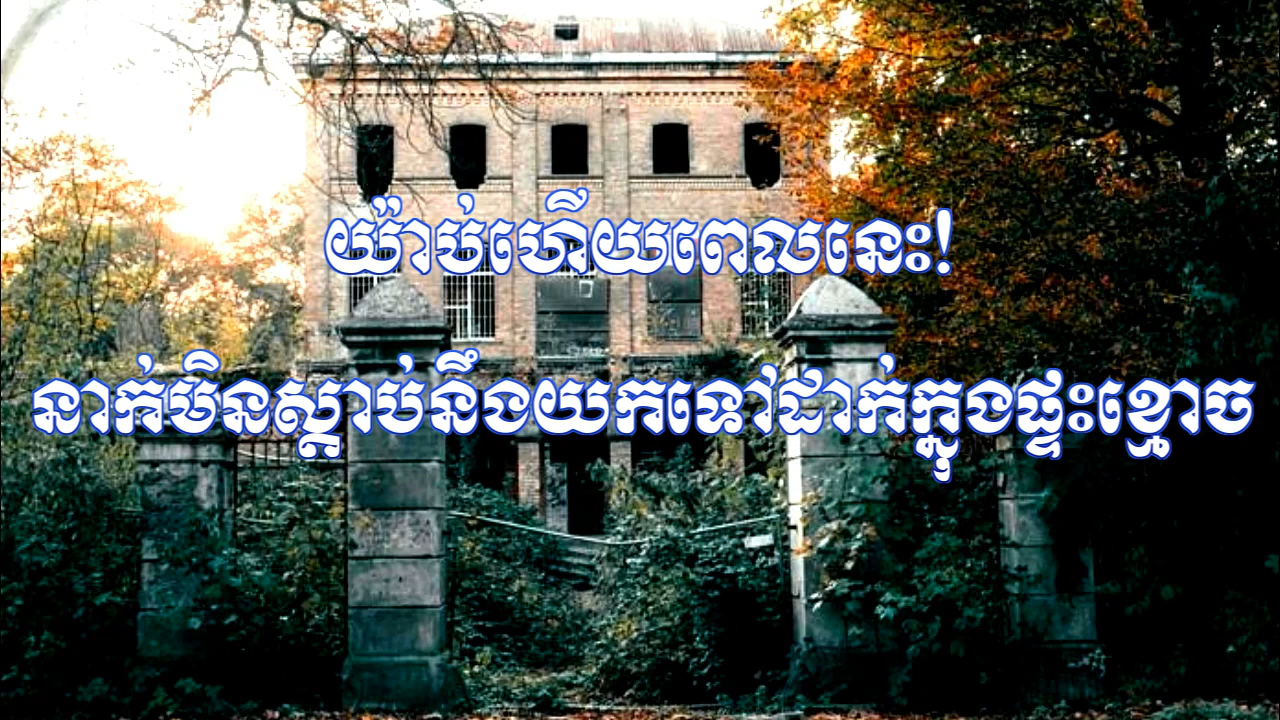 យ៉ាប់ហើយពេលនេះ!
នាក់មិនស្ដាប់នឹងយកទៅដាក់ក្នុងផ្ទះខ្មោច